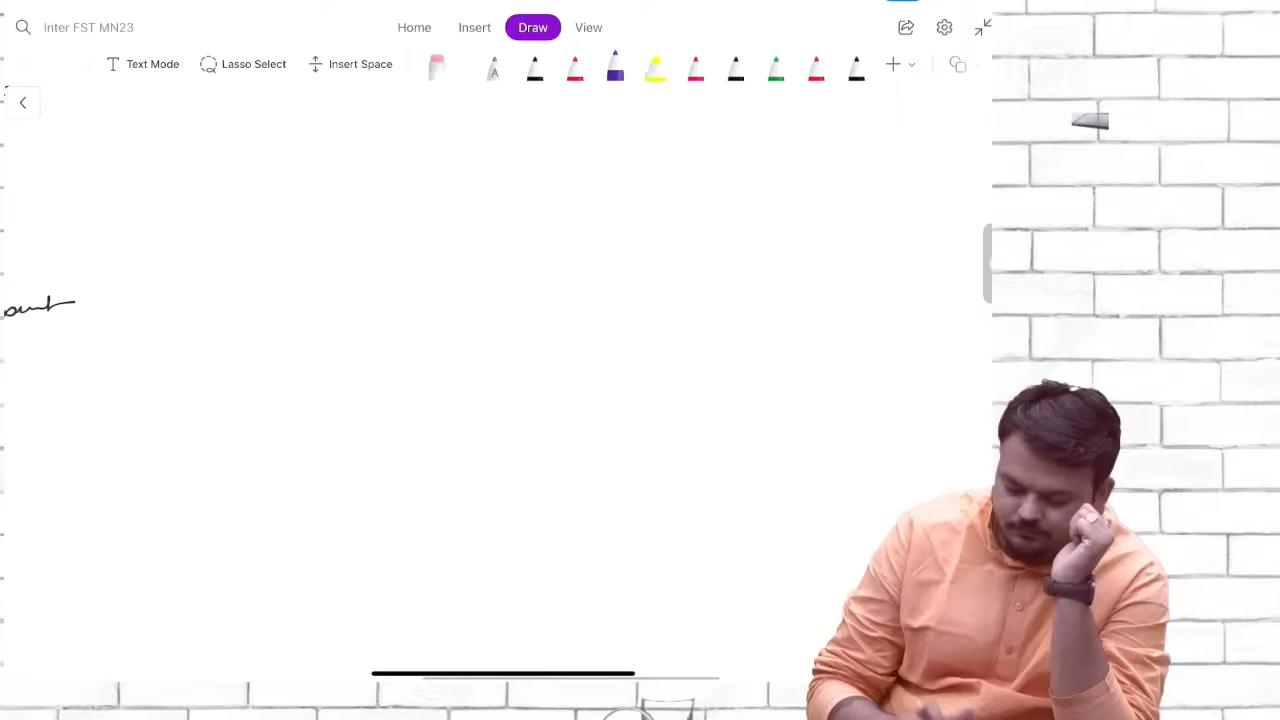 Inter FST MN23
Home Insert Draw View
Text Mode Lasso Select Insert Space
A